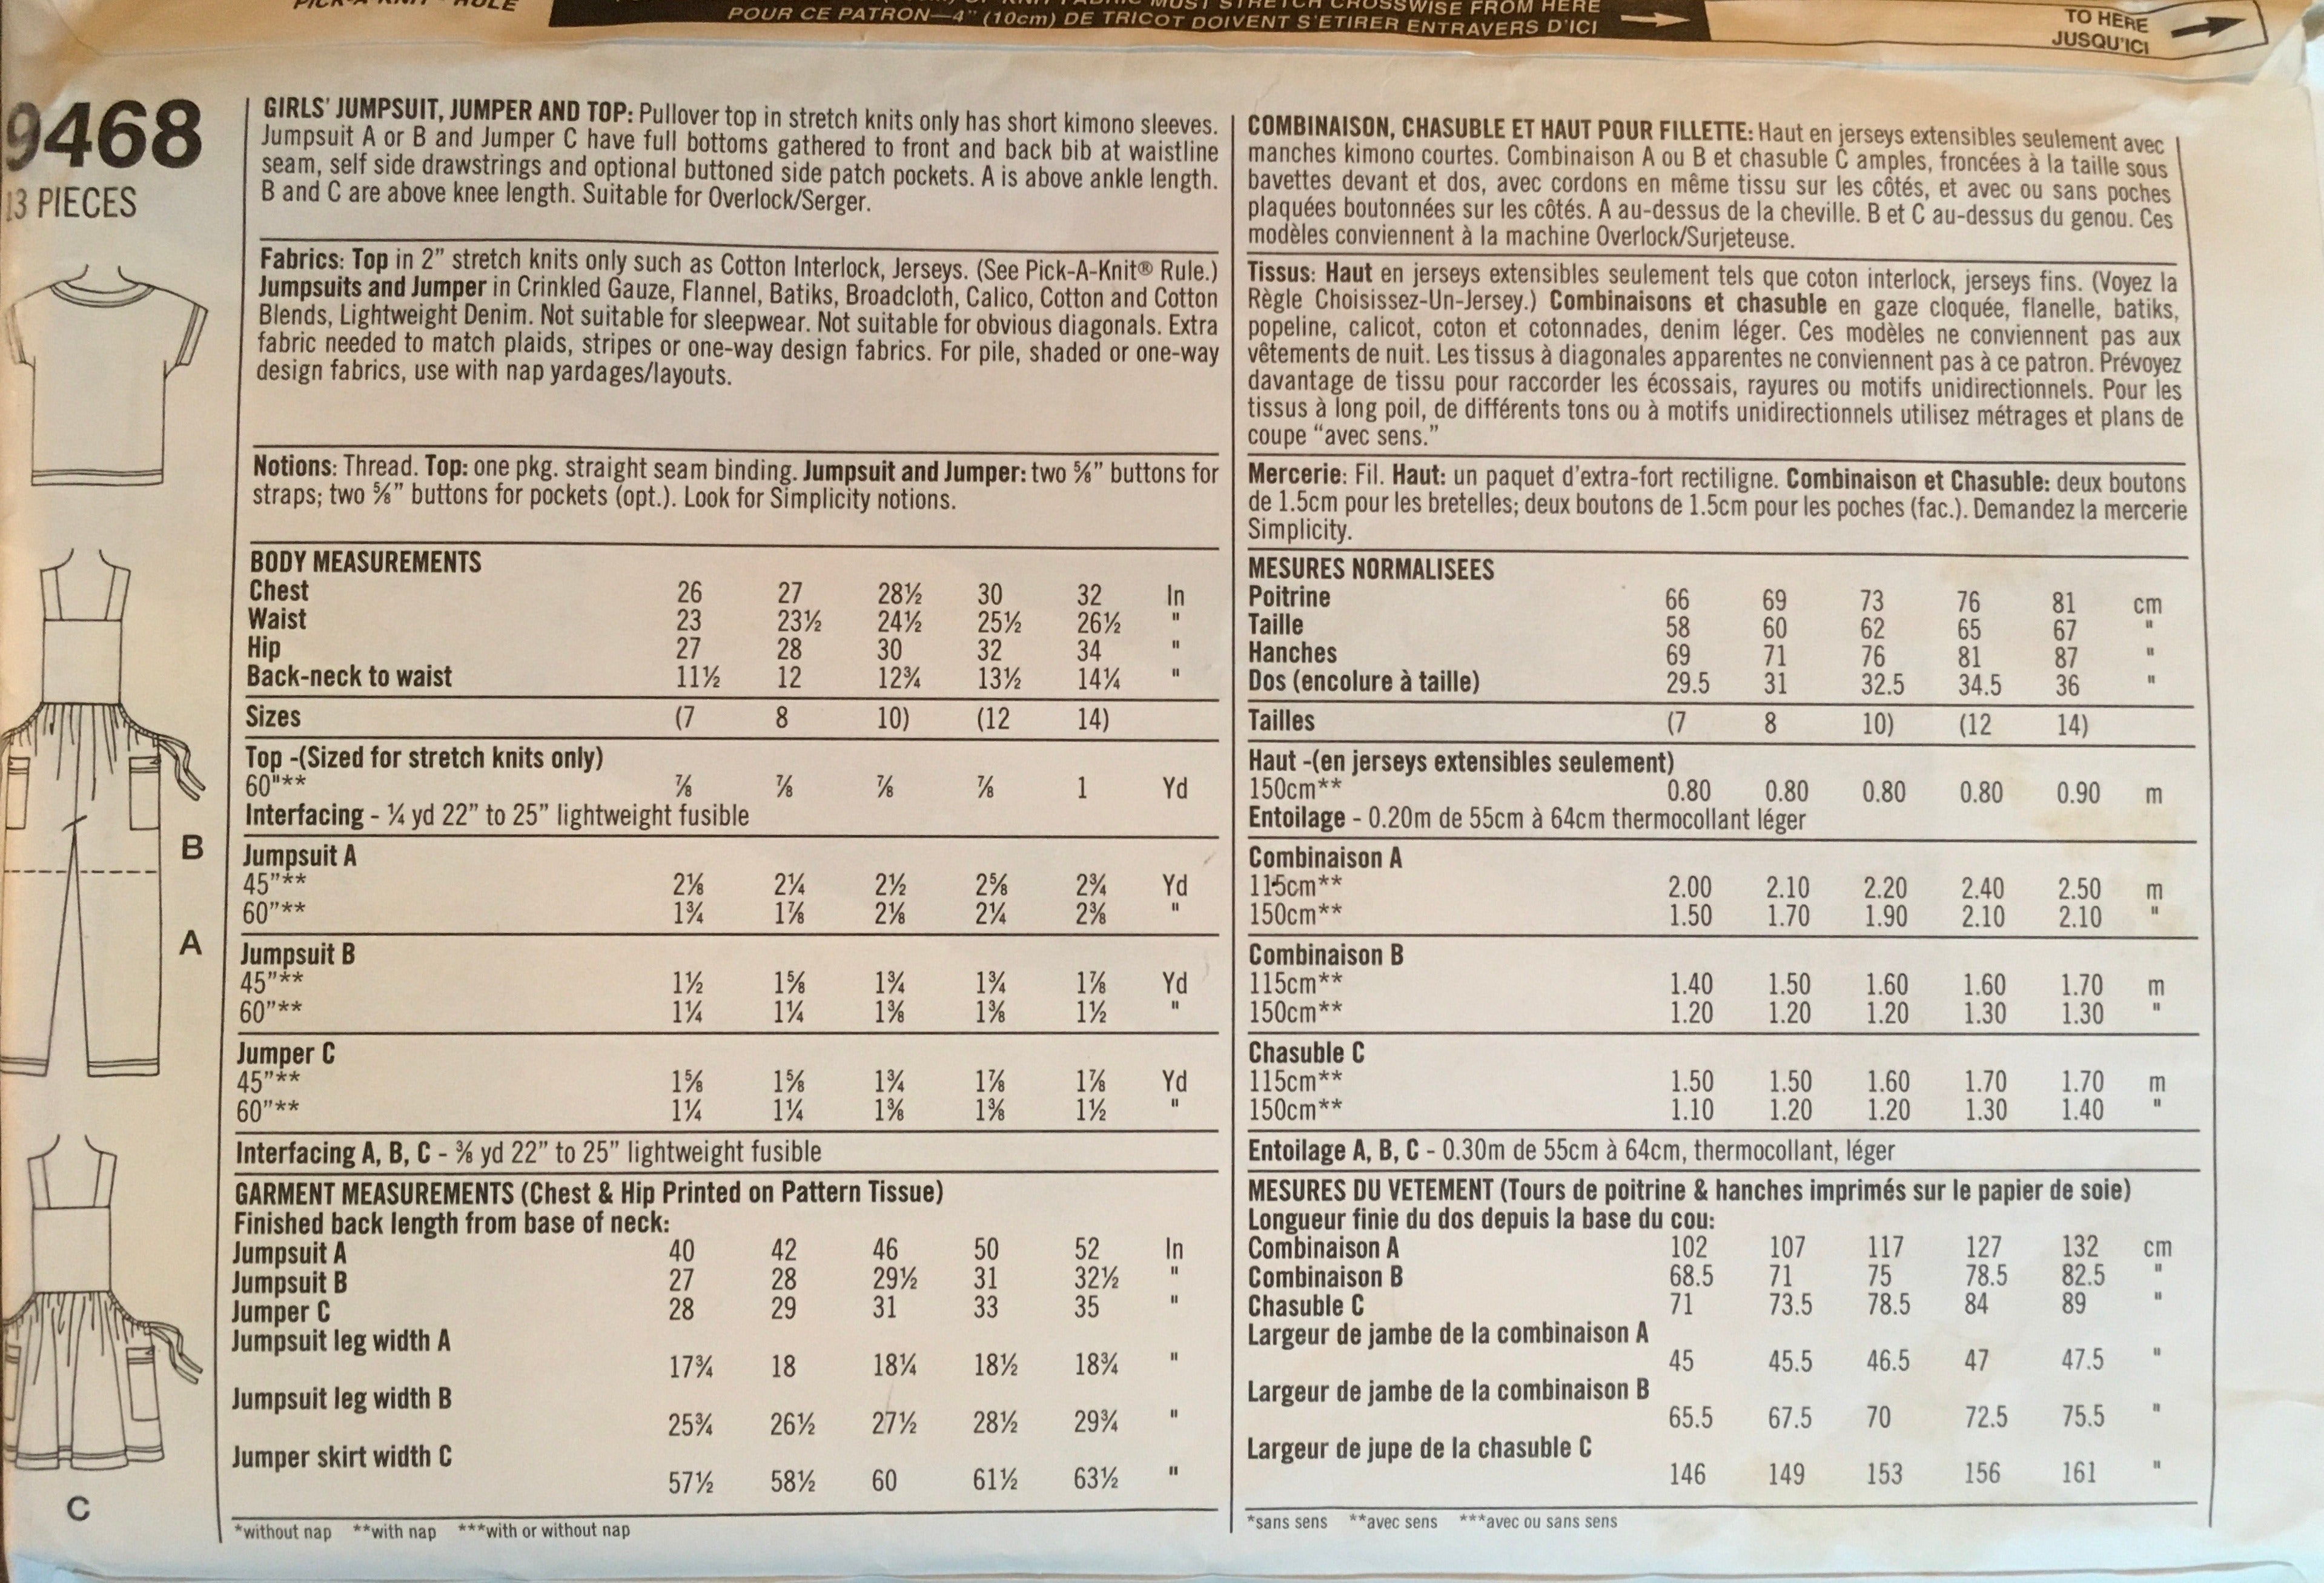 PICK-A-KNIT® RULE
MUST STRETCH CROSSWISE FROM HERE
POUR CE PATRON—4" (10cm) DE TRICOT DOIVENT S'ETIRER ENTRAVERS D'ICI
TO HERE
JUSQU'ICI
9468
13 PIECES
GIRLS' JUMPSUIT, JUMPER AND TOP: Pullover top in stretch knits only has short kimono sleeves.
Jumpsuit A or B and Jumper C have full bottoms gathered to front and back bib at waistline
seam, self side drawstrings and optional buttoned side patch pockets. A is above ankle length.
B and C are above knee length. Suitable for Overlock/Serger.
Fabrics: Top in 2" stretch knits only such as Cotton Interlock, Jerseys. (See Pick-A-Knit® Rule.)
Jumpsuits and Jumper in Crinkled Gauze, Flannel, Batiks, Broadcloth, Calico, Cotton and Cotton
Blends, Lightweight Denim. Not suitable for sleepwear. Not suitable for obvious diagonals. Extra
fabric needed to match plaids, stripes or one-way design fabrics. For pile, shaded or one-way
design fabrics, use with nap yardages/layouts.
Notions: Thread. Top: one pkg. straight seam binding. Jumpsuit and Jumper: two ⅝" buttons for
straps; two ⅝" buttons for pockets (opt.). Look for Simplicity notions.
BODY MEASUREMENTS
Chest 26 27 28½ 30 32 In
Waist 23 23½ 24½ 25½ 26½ "
Hip 27 28 30 32 34 "
Back-neck to waist 11½ 12 12¾ 13½ 14¼ "
Sizes (7 8 10) (12 14)
Top -(Sized for stretch knits only)
60"** ⅞ ⅞ ⅞ ⅞ 1 Yd
Interfacing - ¼ yd 22" to 25" lightweight fusible
Jumpsuit A
45"** 2⅛ 2¼ 2½ 2⅝ 2¾ Yd
60"** 1¾ 1⅞ 2⅛ 2¼ 2⅜ "
Jumpsuit B
45"** 1½ 1⅝ 1¾ 1¾ 1⅞ Yd
60"** 1¼ 1¼ 1⅜ 1⅜ 1½ "
Jumper C
45"** 1⅝ 1⅝ 1¾ 1⅞ 1⅞ Yd
60"** 1¼ 1¼ 1⅜ 1⅜ 1½ "
Interfacing A, B, C - ⅜ yd 22" to 25" lightweight fusible
GARMENT MEASUREMENTS (Chest & Hip Printed on Pattern Tissue)
Finished back length from base of neck:
Jumpsuit A 40 42 46 50 52 In
Jumpsuit B 27 28 29½ 31 32½ "
Jumper C 28 29 31 33 35 "
Jumpsuit leg width A
17¾ 18 18¼ 18½ 18¾ "
Jumpsuit leg width B
25¾ 26½ 27½ 28½ 29¾ "
Jumper skirt width C
57½ 58½ 60 61½ 63½ "
*without nap **with nap ***with or without nap
COMBINAISON, CHASUBLE ET HAUT POUR FILLETTE: Haut en jerseys extensibles seulement avec
manches kimono courtes. Combinaison A ou B et chasuble C amples, froncées à la taille sous
bavettes devant et dos, avec cordons en même tissu sur les côtés, et avec ou sans poches
plaquées boutonnées sur les côtés. A au-dessus de la cheville. B et C au-dessus du genou. Ces
modèles conviennent à la machine Overlock/Surjeteuse.
Tissus: Haut en jerseys extensibles seulement tels que coton interlock, jerseys fins. (Voyez la
Règle Choisissez-Un-Jersey.) Combinaisons et chasuble en gaze cloquée, flanelle, batiks,
popeline, calicot, coton et cotonnades, denim léger. Ces modèles ne conviennent pas aux
vêtements de nuit. Les tissus à diagonales apparentes ne conviennent pas à ce patron. Prévoyez
davantage de tissu pour raccorder les écossais, rayures ou motifs unidirectionnels. Pour les
tissus à long poil, de différents tons ou à motifs unidirectionnels utilisez métrages et plans de
coupe "avec sens."
Mercerie: Fil. Haut: un paquet d'extra-fort rectiligne. Combinaison et Chasuble: deux boutons
de 1.5cm pour les bretelles; deux boutons de 1.5cm pour les poches (fac.). Demandez la mercerie
Simplicity.
MESURES NORMALISEES
Poitrine 66 69 73 76 81 cm
Taille 58 60 62 65 67 "
Hanches 69 71 76 81 87 "
Dos (encolure à taille) 29.5 31 32.5 34.5 36 "
Tailles (7 8 10) (12 14)
Haut -(en jerseys extensibles seulement)
150cm** 0.80 0.80 0.80 0.80 0.90 m
Entoilage - 0.20m de 55cm à 64cm thermocollant léger
Combinaison A
115cm** 2.00 2.10 2.20 2.40 2.50 m
150cm** 1.50 1.70 1.90 2.10 2.10 "
Combinaison B
115cm** 1.40 1.50 1.60 1.60 1.70 m
150cm** 1.20 1.20 1.20 1.30 1.30 "
Chasuble C
115cm** 1.50 1.50 1.60 1.70 1.70 m
150cm** 1.10 1.20 1.20 1.30 1.40 "
Entoilage A, B, C - 0.30m de 55cm à 64cm, thermocollant, léger
MESURES DU VETEMENT (Tours de poitrine & hanches imprimés sur le papier de soie)
Longueur finie du dos depuis la base du cou:
Combinaison A 102 107 117 127 132 cm
Combinaison B 68.5 71 75 78.5 82.5 "
Chasuble C 71 73.5 78.5 84 89 "
Largeur de jambe de la combinaison A
45 45.5 46.5 47 47.5 "
Largeur de jambe de la combinaison B
65.5 67.5 70 72.5 75.5 "
Largeur de jupe de la chasuble C
146 149 153 156 161 "
*sans sens **avec sens ***avec ou sans sens
B
A
C